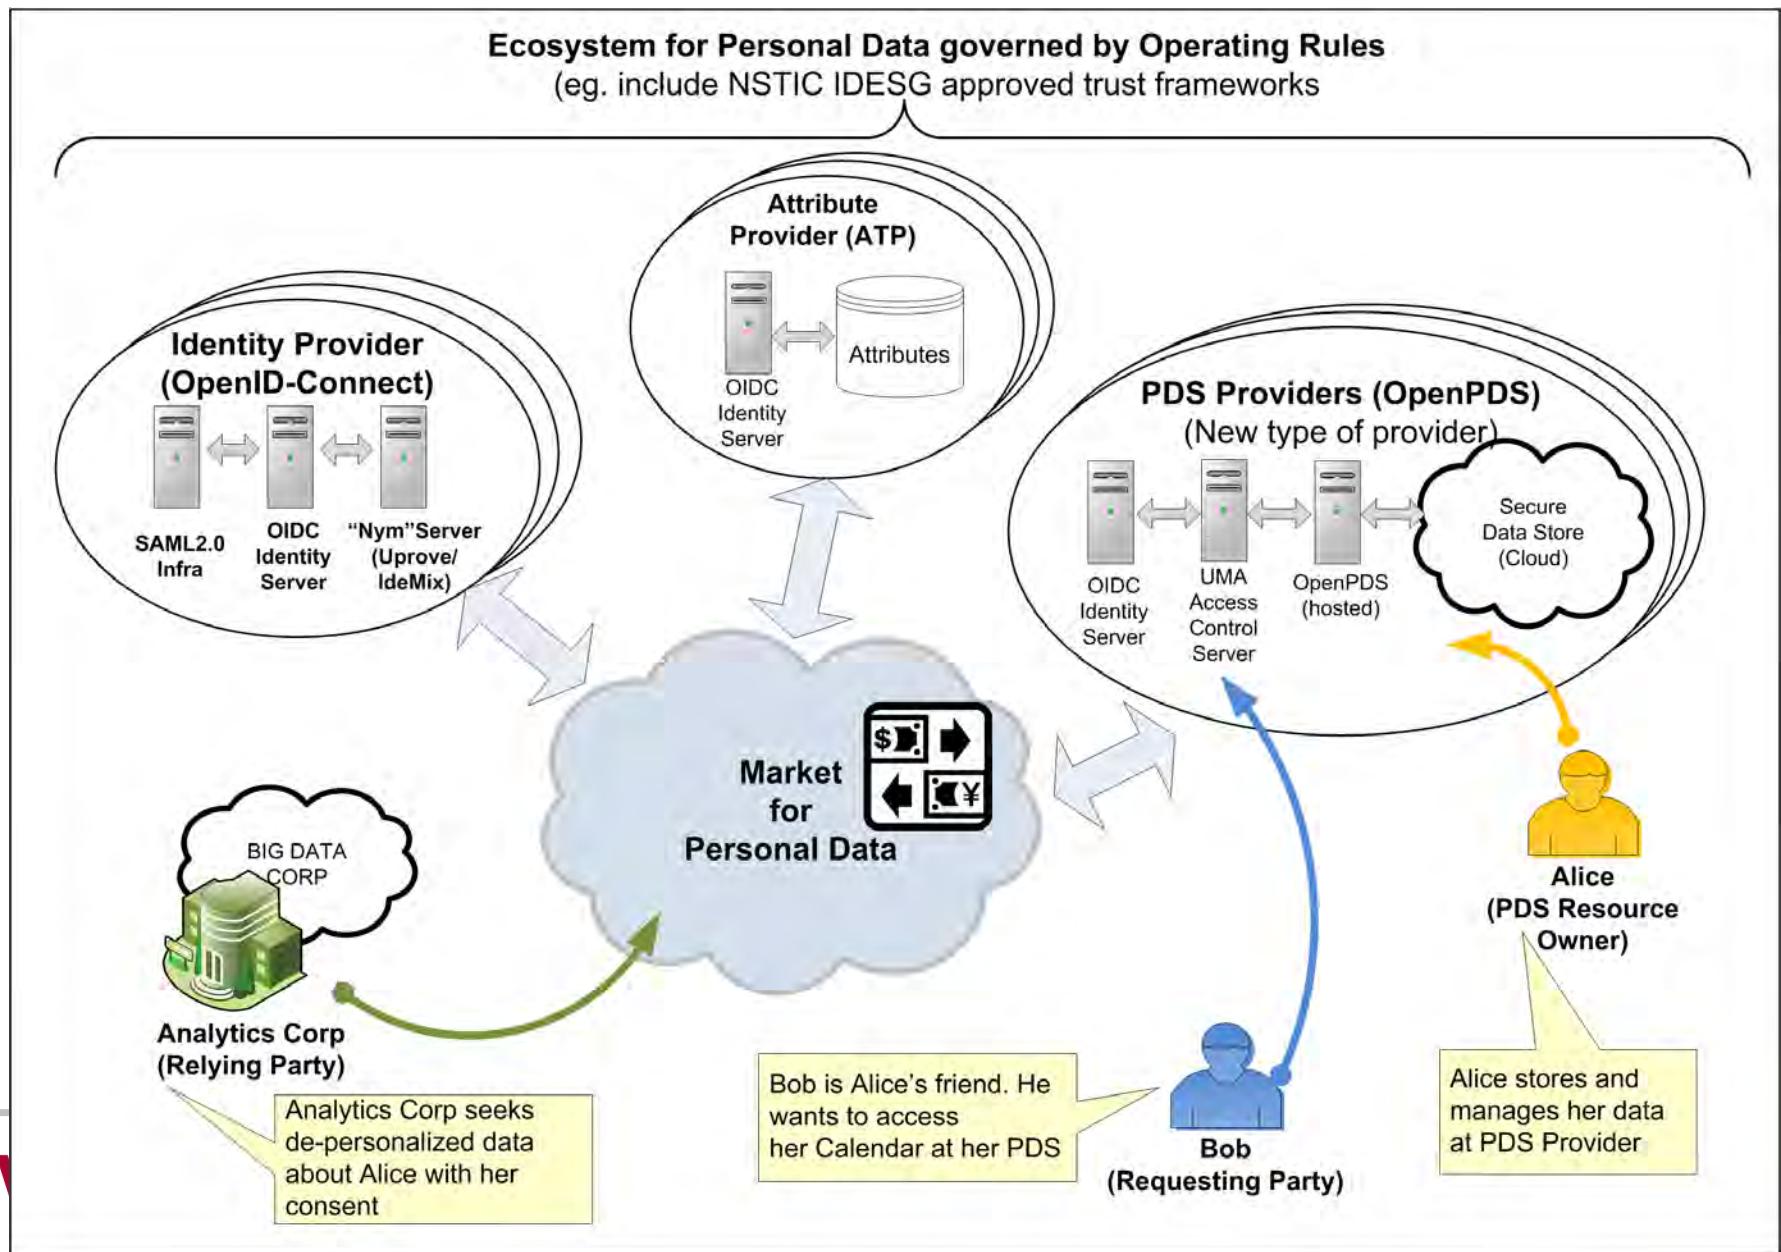 Ecosystem for Personal Data governed by Operating Rules
(eg. include NSTIC IDESG approved trust frameworks
Attribute
Provider (ATP)
OIDC
Identity
Server
Attributes
Identity Provider
(OpenID-Connect)
SAML2.0
Infra
OIDC
Identity
Server
“Nym”Server
(Uprove/
IdeMix)
PDS Providers (OpenPDS)
(New type of provider)
OIDC
Identity
Server
UMA
Access
Control
Server
OpenPDS
(hosted)
Secure
Data Store
(Cloud)
Market
for
Personal Data
$
¥
BIG DATA
CORP
Analytics Corp
(Relying Party)
Analytics Corp seeks
de-personalized data
about Alice with her
consent
Bob is Alice’s friend. He
wants to access
her Calendar at her PDS
Bob
(Requesting Party)
Alice
(PDS Resource
Owner)
Alice stores and
manages her data
at PDS Provider